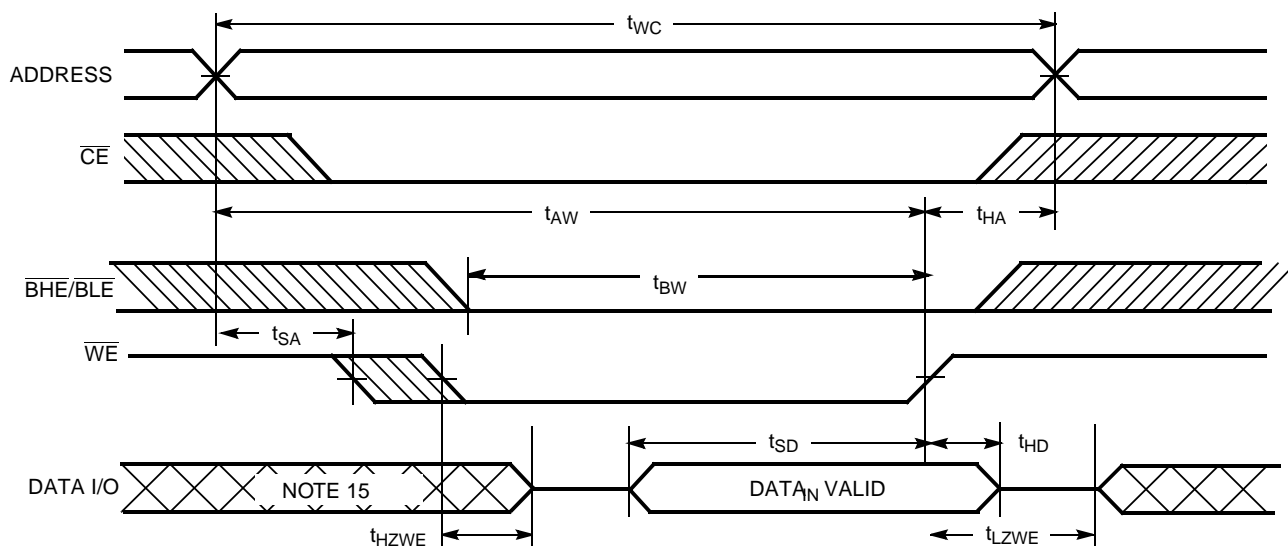 tWC
ADDRESS
CE
tAW
tHA
BHE/BLE
tBW
tSA
WE
tSD
tHD
DATA I/O
NOTE 15
DATAIN VALID
tHZWE
tLZWE